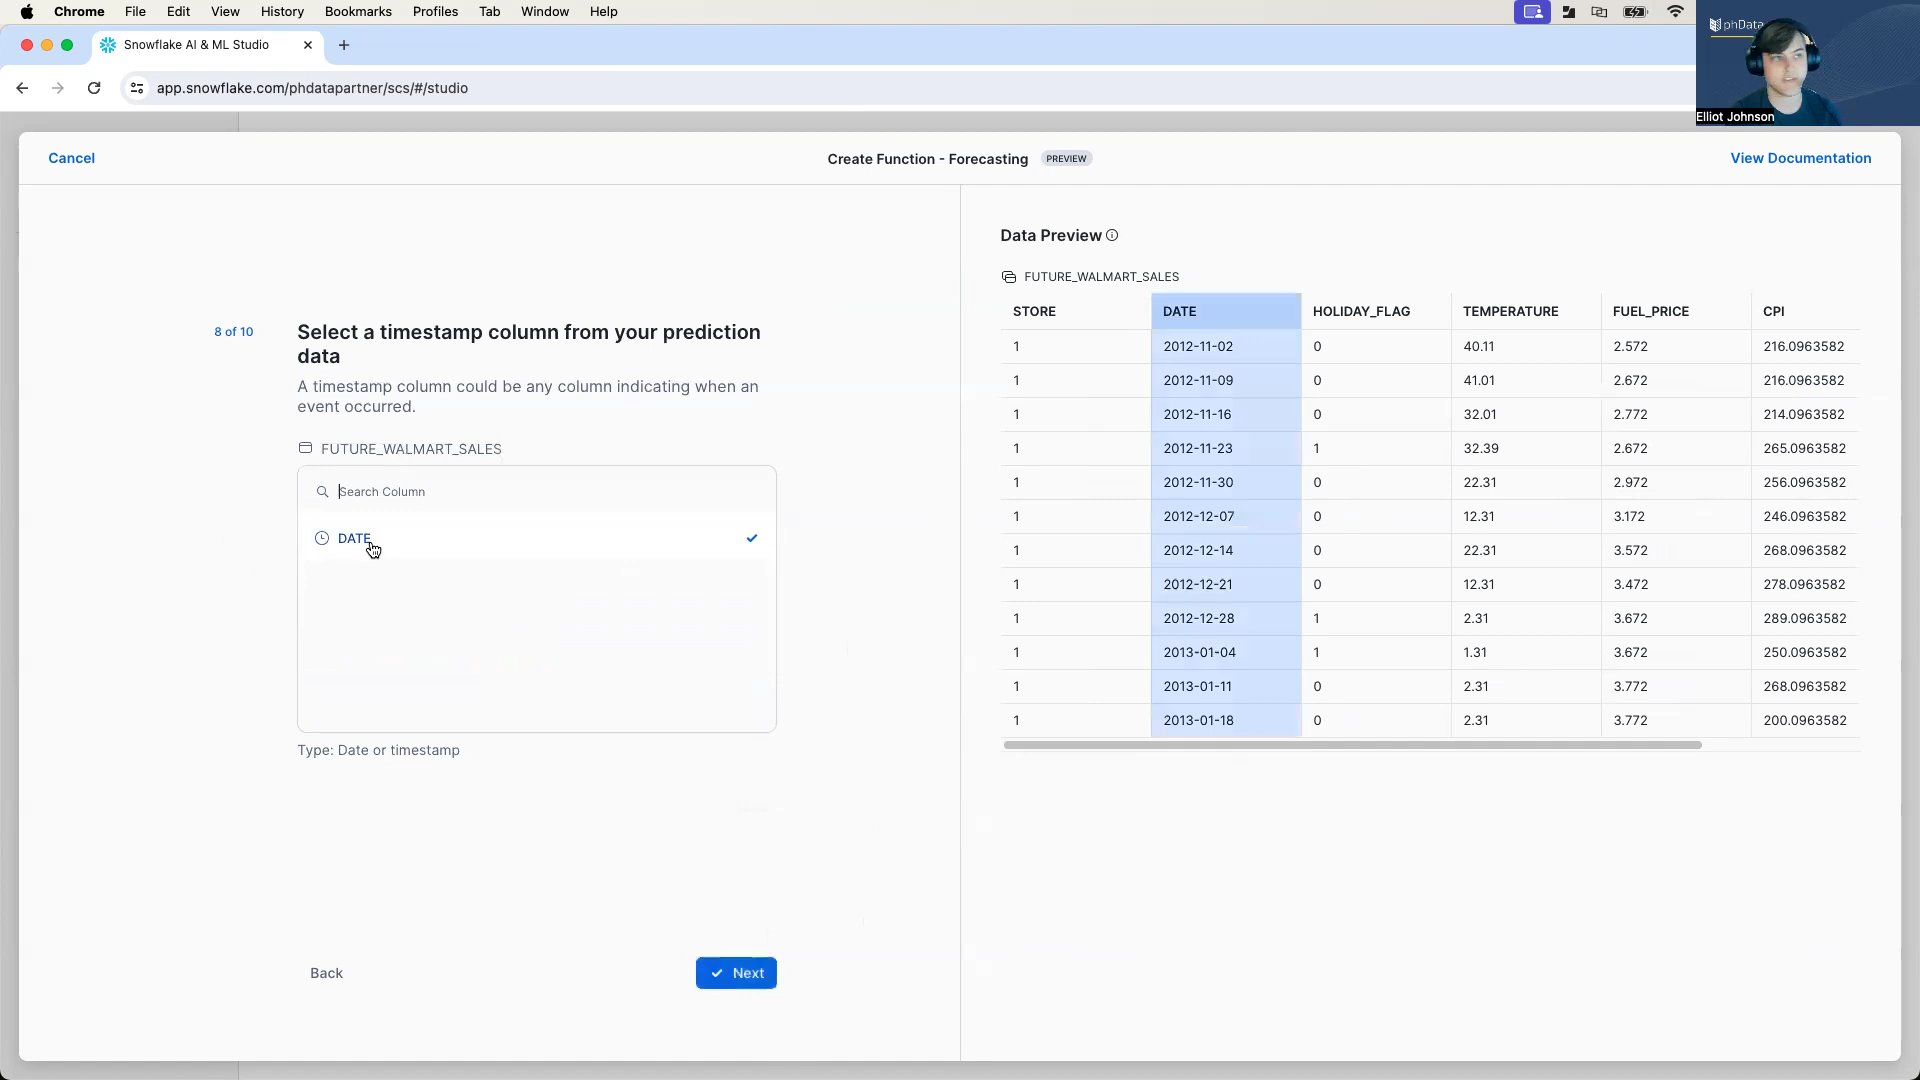 Chrome File Edit View History Bookmarks Profiles Tab Window Help
phData
Snowflake AI & ML Studio
app.snowflake.com/phdatapartner/scs/#/studio
Elliot Johnson
Cancel
Create Function - Forecasting PREVIEW
View Documentation
8 of 10
Select a timestamp column from your prediction
data
A timestamp column could be any column indicating when an
event occurred.
FUTURE_WALMART_SALES
Search Column
DATE
Type: Date or timestamp
Back
Next
Data Preview
FUTURE_WALMART_SALES
STORE DATE HOLIDAY_FLAG TEMPERATURE FUEL_PRICE CPI
1 2012-11-02 0 40.11 2.572 216.0963582
1 2012-11-09 0 41.01 2.672 216.0963582
1 2012-11-16 0 32.01 2.772 214.0963582
1 2012-11-23 1 32.39 2.672 265.0963582
1 2012-11-30 0 22.31 2.972 256.0963582
1 2012-12-07 0 12.31 3.172 246.0963582
1 2012-12-14 0 22.31 3.572 268.0963582
1 2012-12-21 0 12.31 3.472 278.0963582
1 2012-12-28 1 2.31 3.672 289.0963582
1 2013-01-04 1 1.31 3.672 250.0963582
1 2013-01-11 0 2.31 3.772 268.0963582
1 2013-01-18 0 2.31 3.772 200.0963582